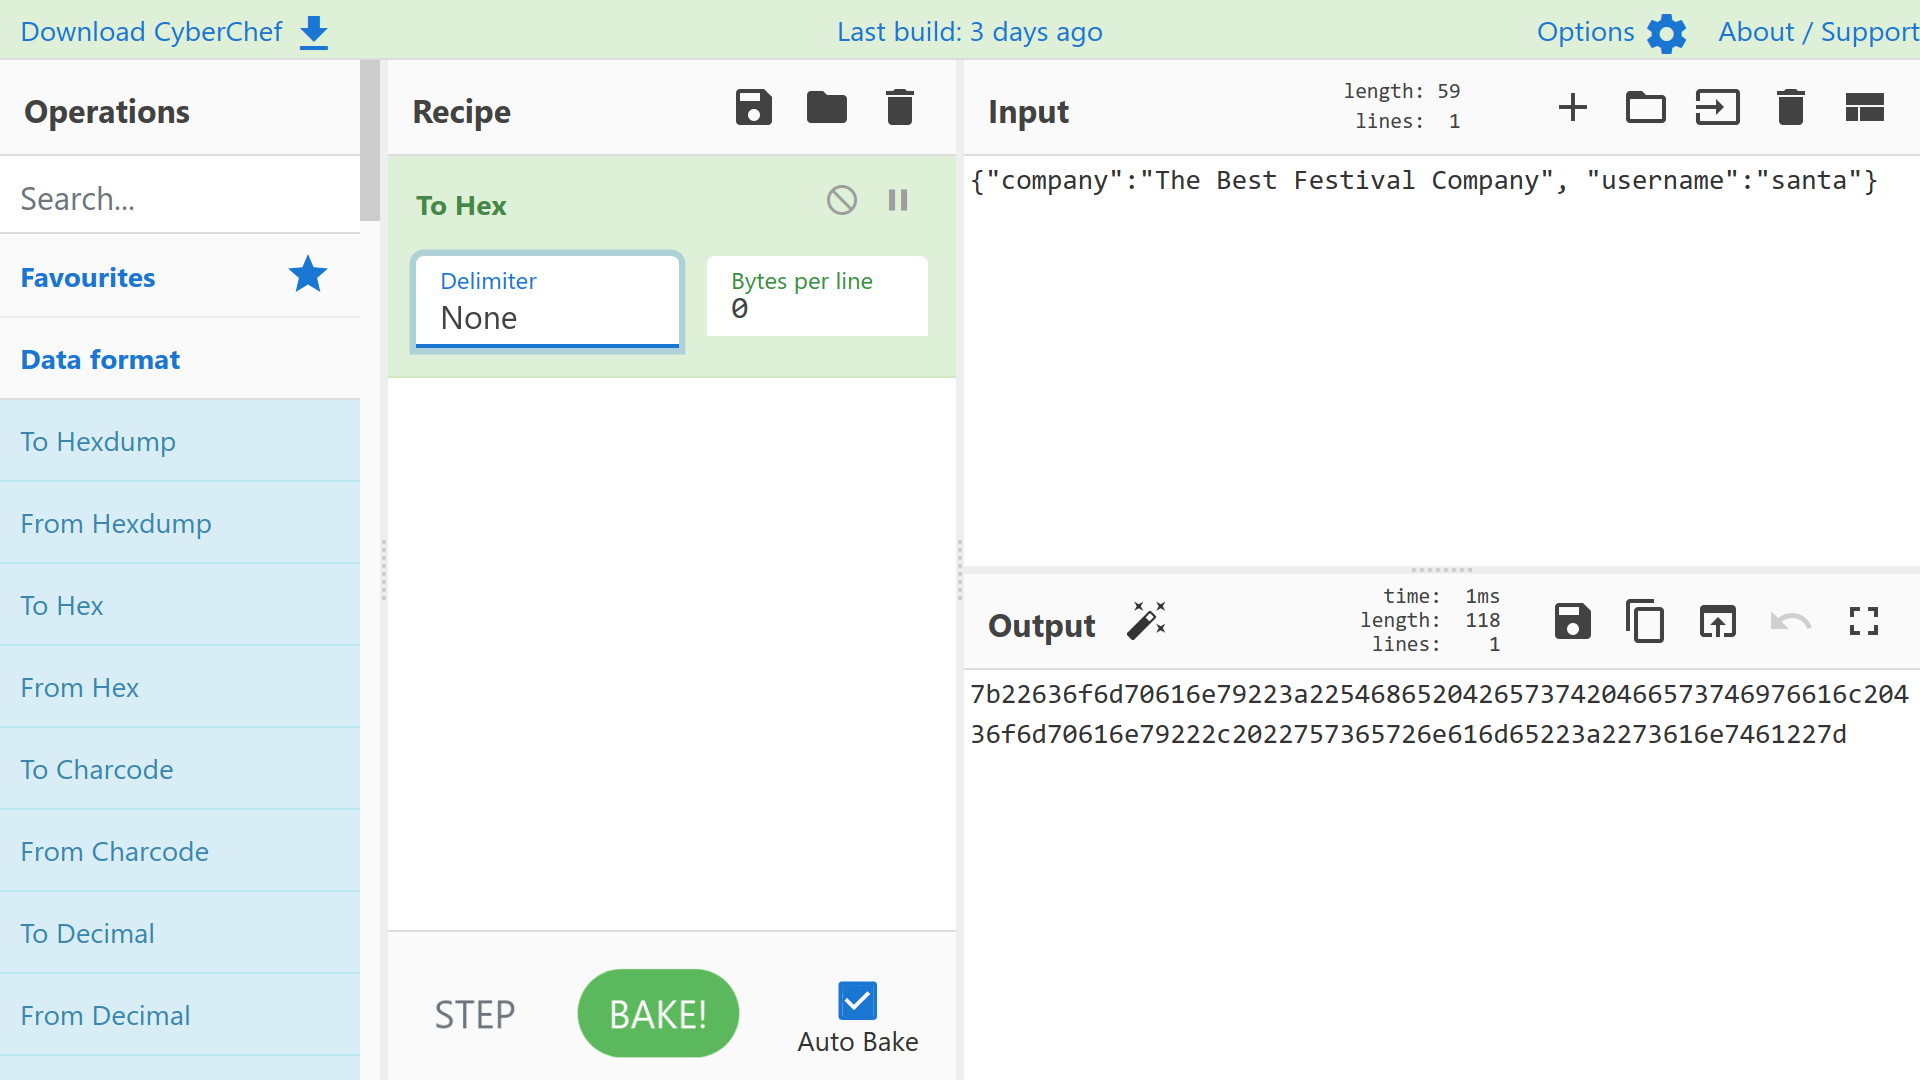 Download CyberChef
Last build: 3 days ago
Options
About / Support
Operations
Search...
Favourites
Data format
To Hexdump
From Hexdump
To Hex
From Hex
To Charcode
From Charcode
To Decimal
From Decimal
Recipe
To Hex
Delimiter
None
Bytes per line
0
STEP
BAKE!
Auto Bake
Input
length: 59
lines: 1
{"company":"The Best Festival Company", "username":"santa"}
Output
time: 1ms
length: 118
lines: 1
7b22636f6d70616e79223a22546865204265737420466573746976616c204
36f6d70616e79222c2022757365726e616d65223a2273616e7461227d